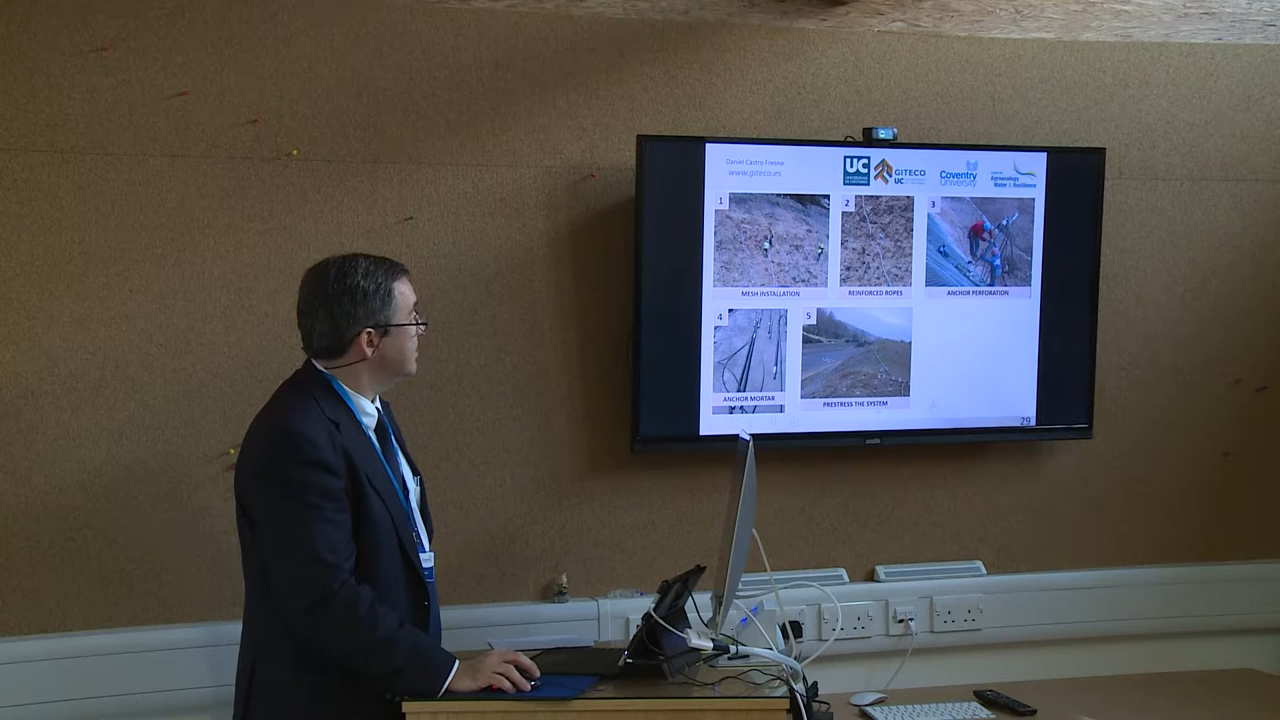 Daniel Castro Fresno
www.giteco.es
UC
GITECO
UC
Coventry
University
Agroecology
Water & Resilience
1
2
3
MESH INSTALLATION
REINFORCED ROPES
ANCHOR PERFORATION
4
5
ANCHOR MORTAR
PRESTRESS THE SYSTEM
29